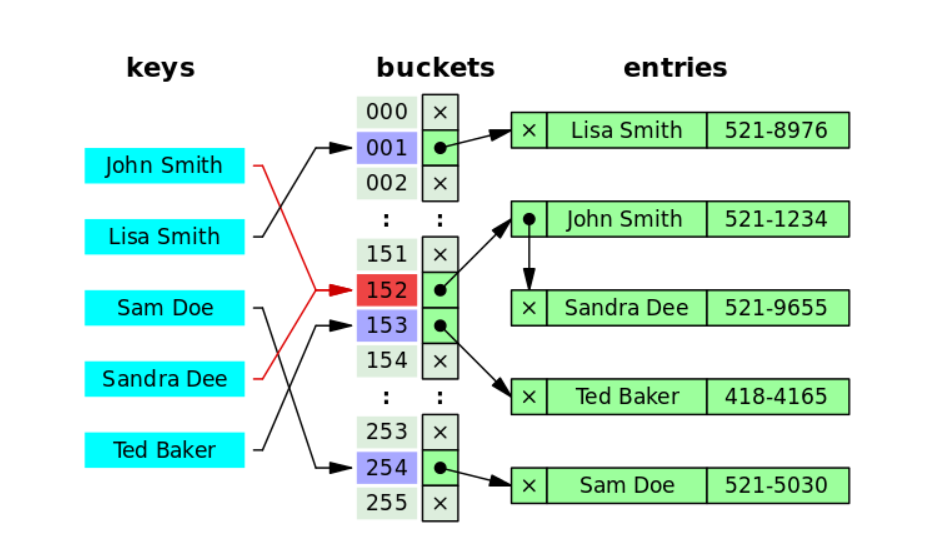 keys
buckets
entries
John Smith
Lisa Smith
Sam Doe
Sandra Dee
Ted Baker
000 ×
001
002 ×
: :
151 ×
152
153
154 ×
: :
253 ×
254
255 ×
× Lisa Smith 521-8976
John Smith 521-1234
× Sandra Dee 521-9655
× Ted Baker 418-4165
× Sam Doe 521-5030